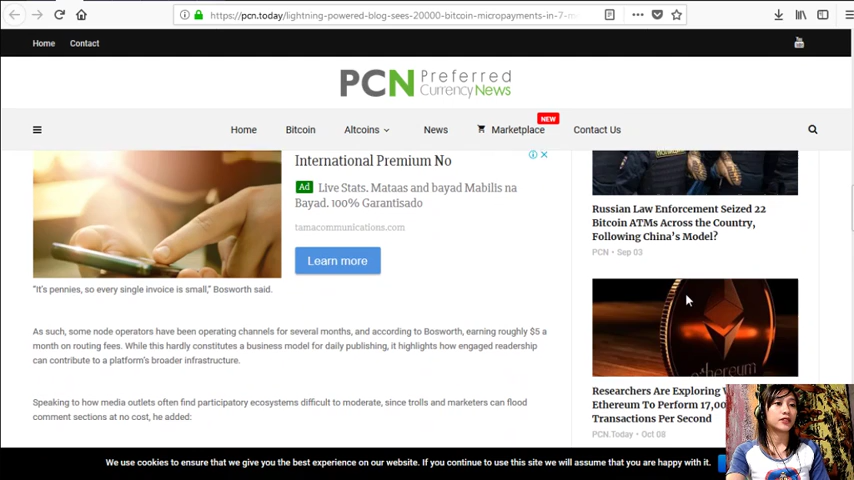 https://pcn.today/lightning-powered-blog-sees-20000-bitcoin-micropayments-in-7-m
Home Contact
PCN Preferred
Currency News
NEW
Home Bitcoin Altcoins News Marketplace Contact Us
International Premium No
Ad Live Stats. Mataas and bayad Mabilis na
Bayad. 100% Garantisado
tamacommunications.com
Learn more
"It's pennies, so every single invoice is small," Bosworth said.
As such, some node operators have been operating channels for several months, and according to Bosworth, earning roughly $5 a
month on routing fees. While this hardly constitutes a business model for daily publishing, it highlights how engaged readership
can contribute to a platform's broader infrastructure.
Speaking to how media outlets often find participatory ecosystems difficult to moderate, since trolls and marketers can flood
comment sections at no cost, he added:
Russian Law Enforcement Seized 22
Bitcoin ATMs Across the Country,
Following China's Model?
PCN • Sep 03
ethereum
Researchers Are Exploring
Ethereum To Perform 17,00
Transactions Per Second
PCN.Today • Oct 08
We use cookies to ensure that we give you the best experience on our website. If you continue to use this site we will assume that you are happy with it.